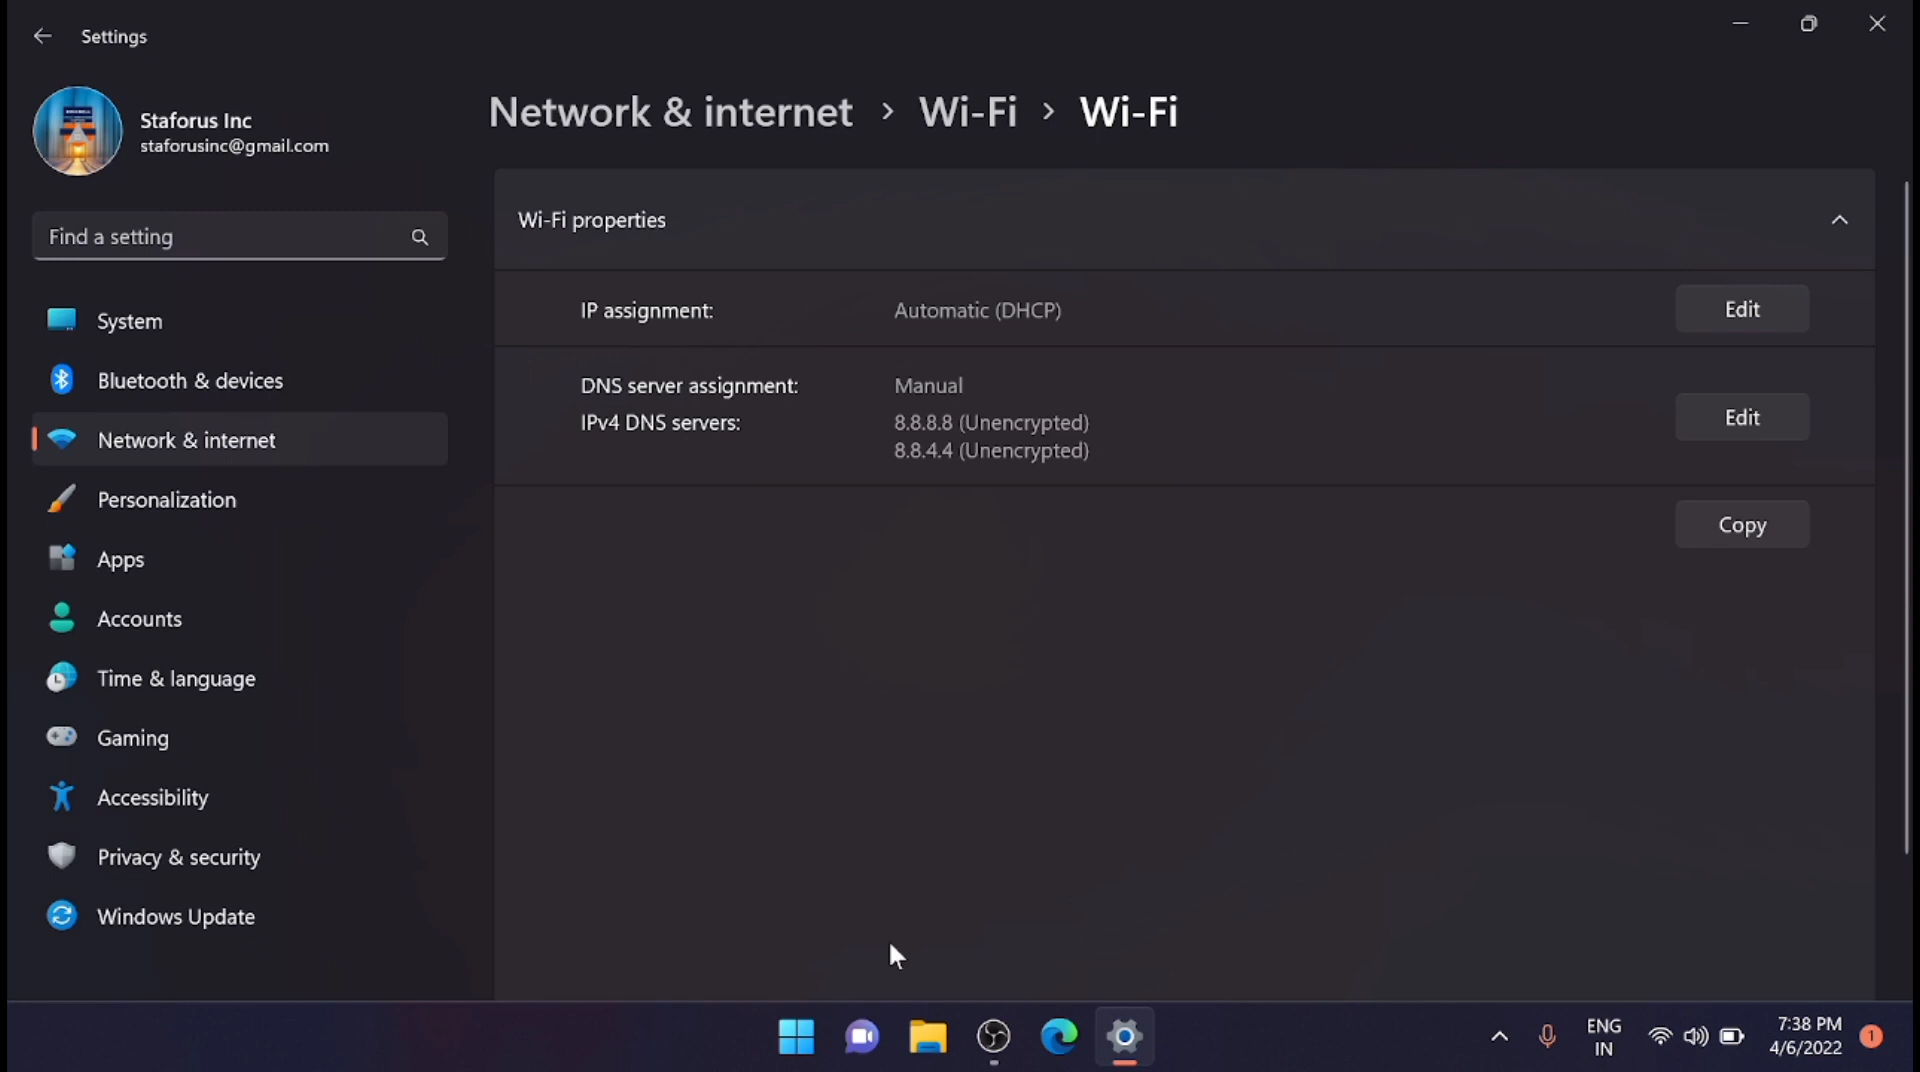 Settings
Staforus Inc
staforusinc@gmail.com
Find a setting
System
Bluetooth & devices
Network & internet
Personalization
Apps
Accounts
Time & language
Gaming
Accessibility
Privacy & security
Windows Update
Network & internet > Wi-Fi > Wi-Fi
Wi-Fi properties
IP assignment: Automatic (DHCP) Edit
DNS server assignment: Manual
IPv4 DNS servers: 8.8.8.8 (Unencrypted)
8.8.4.4 (Unencrypted)
Edit
Copy
ENG
IN
7:38 PM
4/6/2022
1